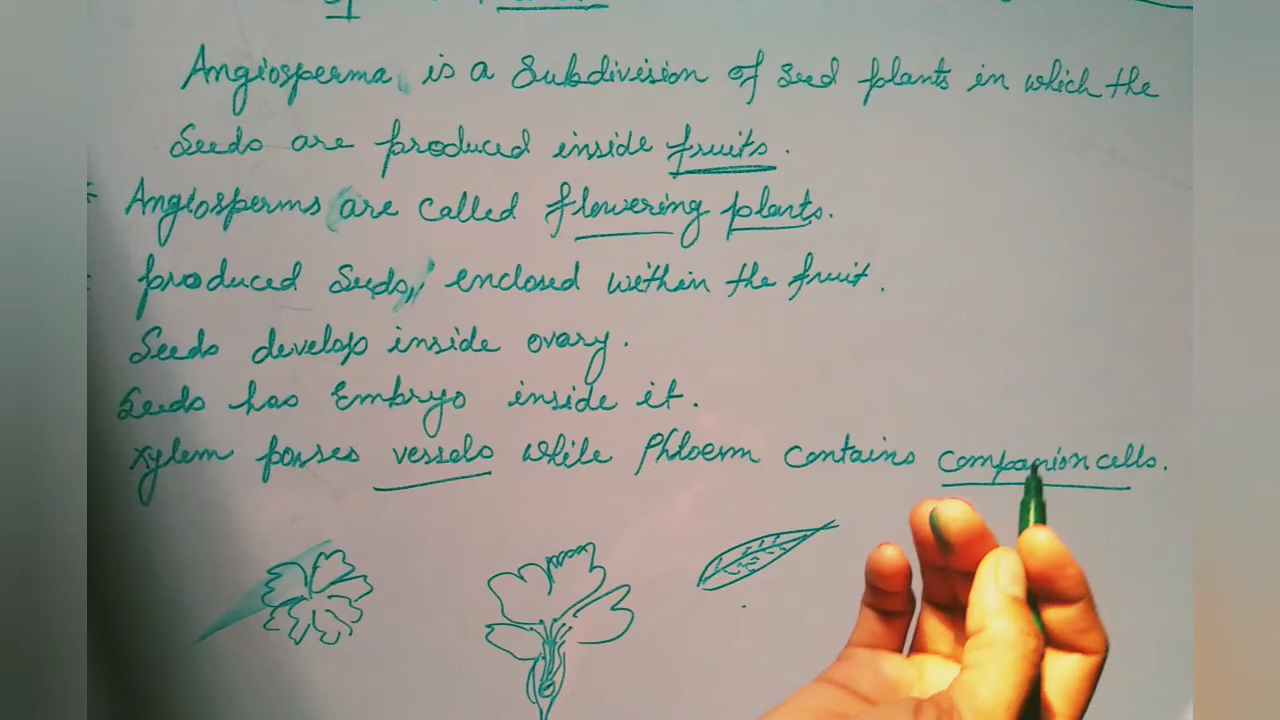 Angiosperma is a Subdivision of Seed plants in which the
Seeds are produced inside fruits.
Angiosperms are called flowering plants.
produced Seeds, enclosed within the fruit.
Seeds develop inside ovary.
Seeds has Embryo inside it.
Xylem posses vessels while Phloem contains companion cells.